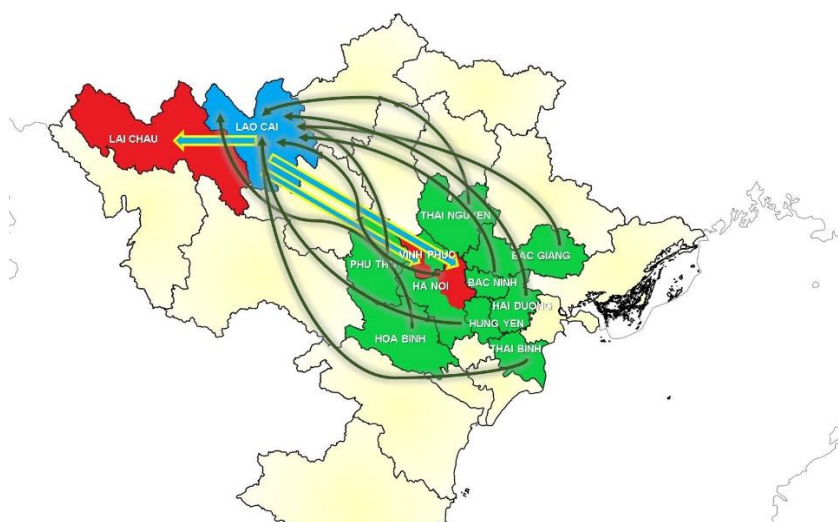 LAO CAI
LAI CHAU
THAI NGUYEN
VINH PHUC
BAC GIANG
PHU TH
HA NOI
BAC NINH
HAI DUONG
HUNG YEN
HOA BINH
THAI BINH